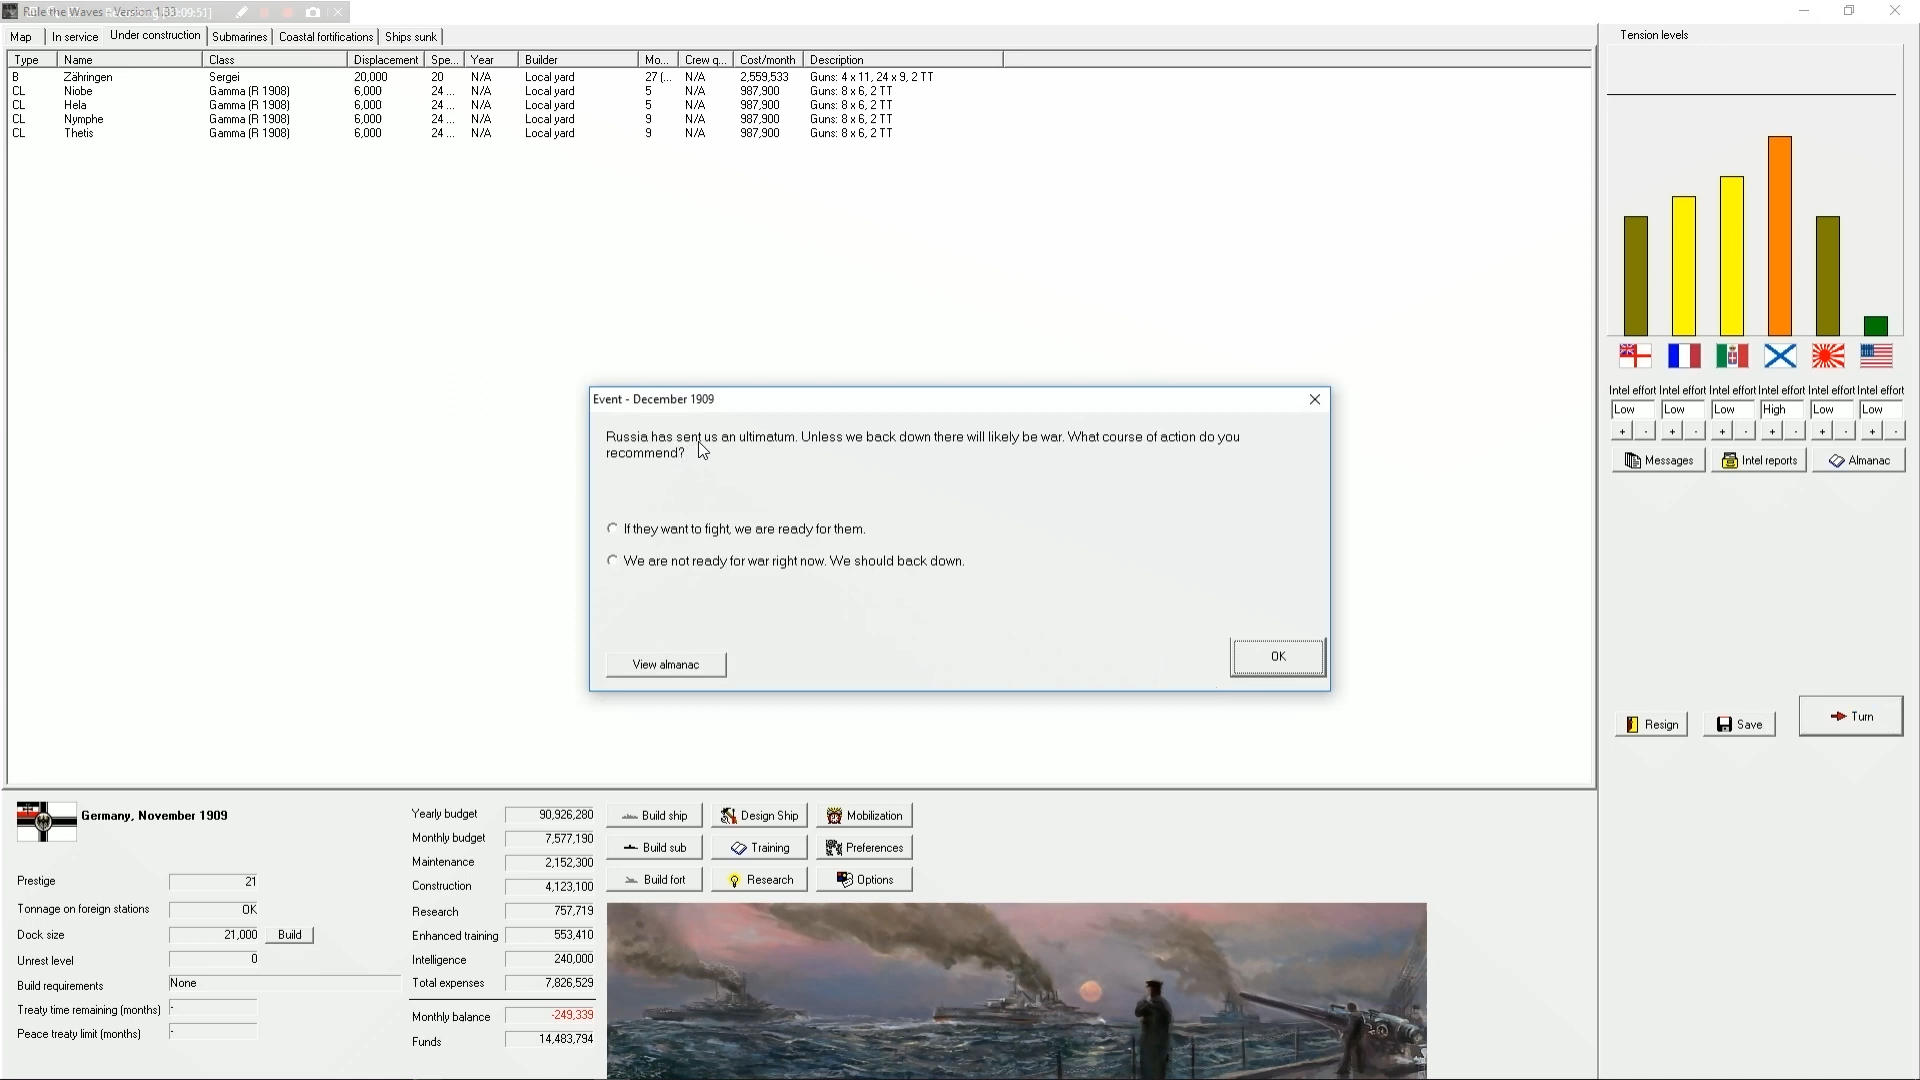 Rule the Waves - Version 1.33
Map In service Under construction Submarines Coastal fortifications Ships sunk
Type Name Class Displacement Spe... Year Builder Mo... Crew q... Cost/month Description
B Zähringen Sergei 20,000 20 N/A Local yard 27 (... N/A 2,559,533 Guns: 4 x 11, 24 x 9, 2 TT
CL Niobe Gamma (R 1908) 6,000 24 ... N/A Local yard 5 N/A 987,900 Guns: 8 x 6, 2 TT
CL Hela Gamma (R 1908) 6,000 24 ... N/A Local yard 5 N/A 987,900 Guns: 8 x 6, 2 TT
CL Nymphe Gamma (R 1908) 6,000 24 ... N/A Local yard 9 N/A 987,900 Guns: 8 x 6, 2 TT
CL Thetis Gamma (R 1908) 6,000 24 ... N/A Local yard 9 N/A 987,900 Guns: 8 x 6, 2 TT
Tension levels
Intel effort Intel effort Intel effort Intel effort Intel effort Intel effort
Low Low Low High Low Low
+ - + - + - + - + - + -
Messages Intel reports Almanac
Event - December 1909
Russia has sent us an ultimatum. Unless we back down there will likely be war. What course of action do you
recommend?
If they want to fight, we are ready for them.
We are not ready for war right now. We should back down.
View almanac OK
Resign Save Turn
Germany, November 1909
Prestige 21
Tonnage on foreign stations OK
Dock size 21,000 Build
Unrest level 0
Build requirements None
Treaty time remaining (months) -
Peace treaty limit (months) -
Yearly budget 90,926,280
Monthly budget 7,577,190
Maintenance 2,152,300
Construction 4,123,100
Research 757,719
Enhanced training 553,410
Intelligence 240,000
Total expenses 7,826,529
Monthly balance -249,339
Funds 14,483,794
Build ship Design Ship Mobilization
Build sub Training Preferences
Build fort Research Options